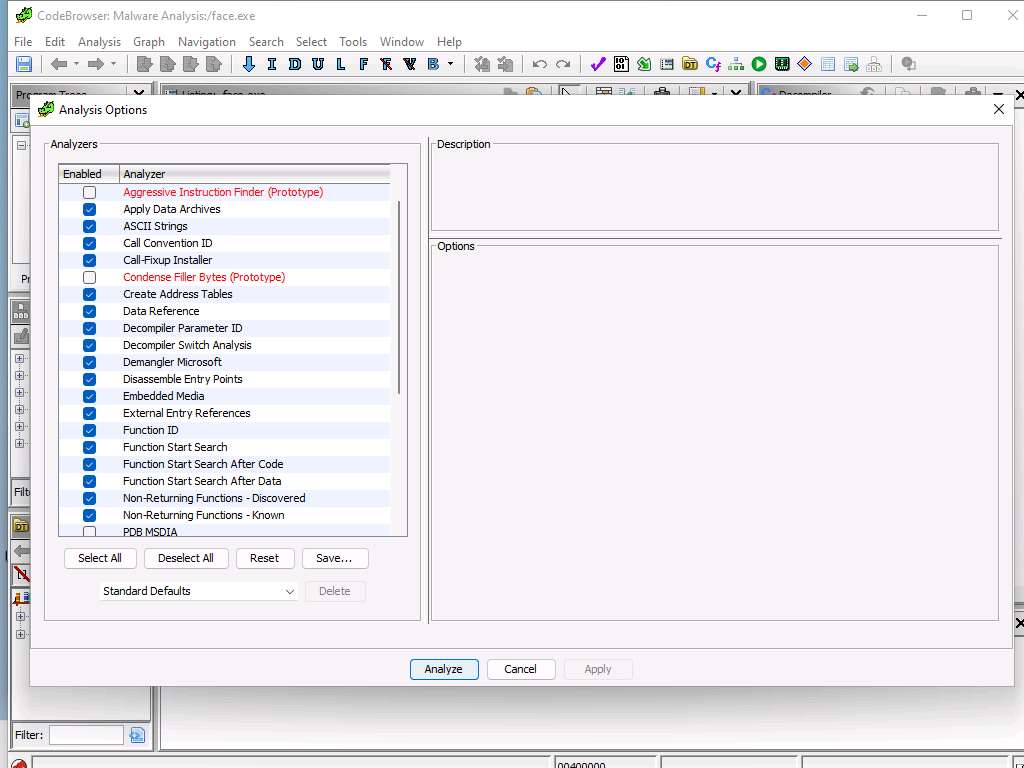 CodeBrowser: Malware Analysis:/face.exe
File Edit Analysis Graph Navigation Search Select Tools Window Help
I D U L F F V B
Analysis Options
Analyzers
Description
Enabled Analyzer
Aggressive Instruction Finder (Prototype)
Apply Data Archives
ASCII Strings
Call Convention ID
Options
Call-Fixup Installer
Condense Filler Bytes (Prototype)
Create Address Tables
Data Reference
Decompiler Parameter ID
Decompiler Switch Analysis
Demangler Microsoft
Disassemble Entry Points
Embedded Media
External Entry References
Function ID
Function Start Search
Function Start Search After Code
Function Start Search After Data
Non-Returning Functions - Discovered
Non-Returning Functions - Known
PDB MSDIA
Select All Deselect All Reset Save...
Standard Defaults Delete
Analyze Cancel Apply
Filter:
00400000